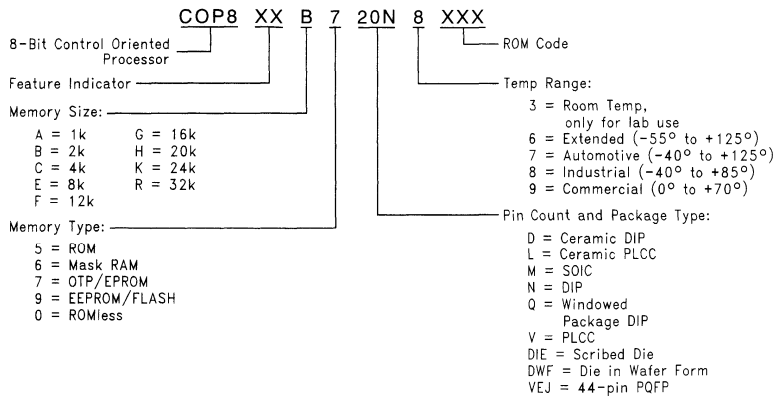 COP8 XX B 7 20N 8 XXX
8-Bit Control Oriented
Processor
Feature Indicator
Memory Size:
A = 1k G = 16k
B = 2k H = 20k
C = 4k K = 24k
E = 8k R = 32k
F = 12k
Memory Type:
5 = ROM
6 = Mask RAM
7 = OTP/EPROM
9 = EEPROM/FLASH
0 = ROMless
ROM Code
Temp Range:
3 = Room Temp,
only for lab use
6 = Extended (-55° to +125°)
7 = Automotive (-40° to +125°)
8 = Industrial (-40° to +85°)
9 = Commercial (0° to +70°)
Pin Count and Package Type:
D = Ceramic DIP
L = Ceramic PLCC
M = SOIC
N = DIP
Q = Windowed
Package DIP
V = PLCC
DIE = Scribed Die
DWF = Die in Wafer Form
VEJ = 44-pin PQFP